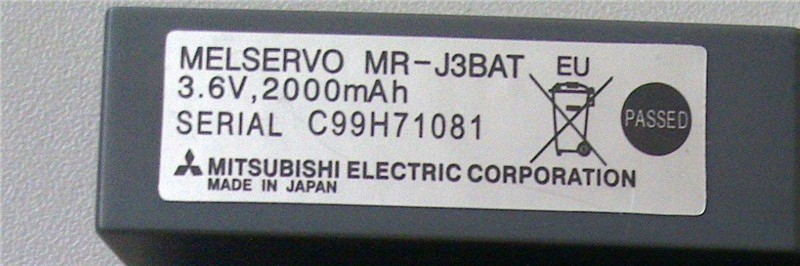 MELSERVO MR-J3BAT EU
3.6V,2000mAh
SERIAL C99H71081
PASSED
MITSUBISHI ELECTRIC CORPORATION
MADE IN JAPAN